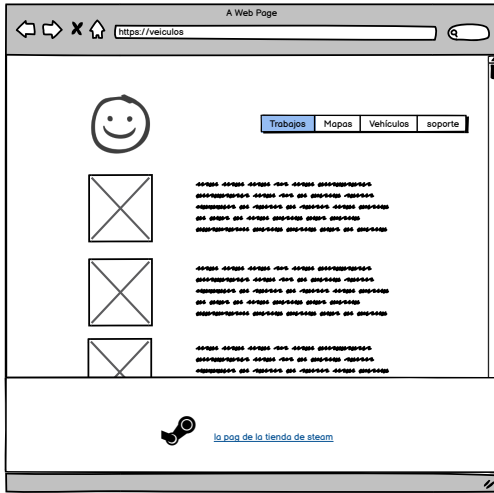 A Web Page
https://veiculos
Trabajos Mapas Vehículos soporte
la pag de la tienda de steam